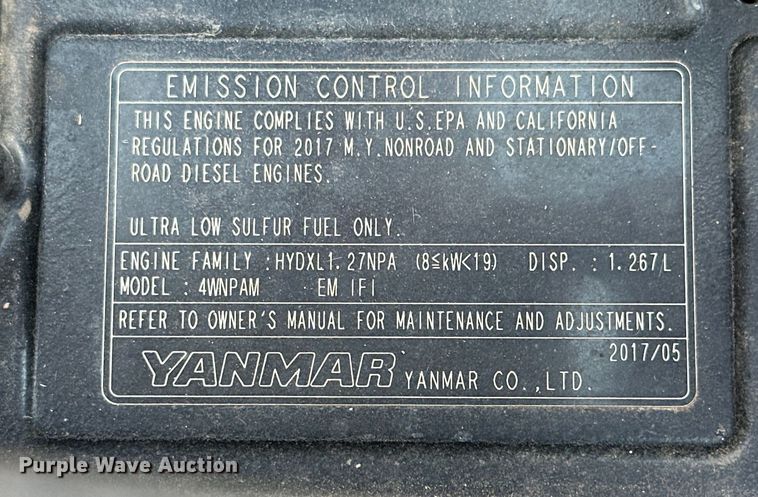 EMISSION CONTROL INFORMATION
THIS ENGINE COMPLIES WITH U.S.EPA AND CALIFORNIA
REGULATIONS FOR 2017 M.Y.NONROAD AND STATIONARY/OFF-
ROAD DIESEL ENGINES.
ULTRA LOW SULFUR FUEL ONLY.
ENGINE FAMILY :HYDXL1.27NPA (8≦kW<19) DISP. : 1.267L
MODEL : 4WNPAM EM IFI
REFER TO OWNER'S MANUAL FOR MAINTENANCE AND ADJUSTMENTS.
2017/05
YANMAR YANMAR CO.,LTD.
Purple Wave Auction